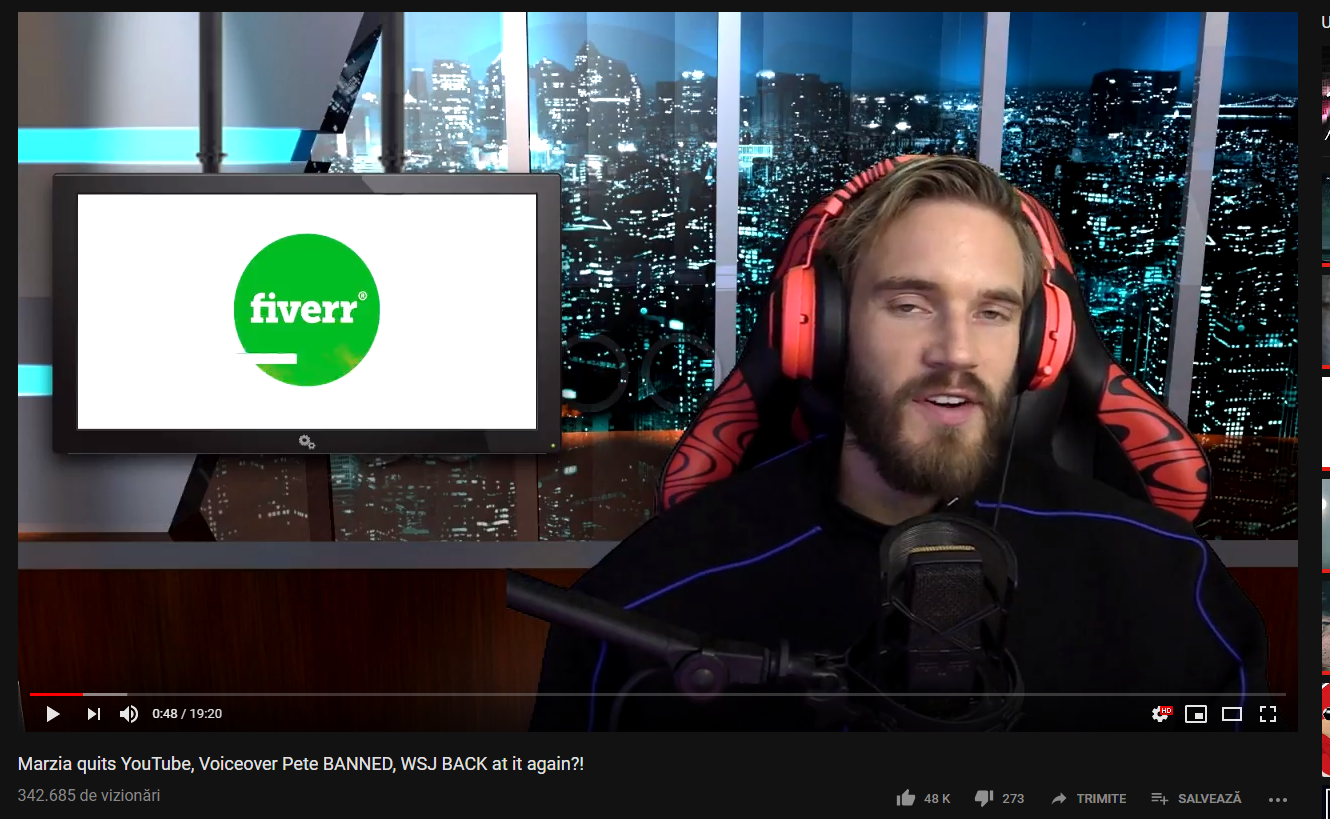 U
fiverr®
0:48 / 19:20
HD
Marzia quits YouTube, Voiceover Pete BANNED, WSJ BACK at it again?!
342.685 de vizionări
48 K
273
TRIMITE
SALVEAZĂ